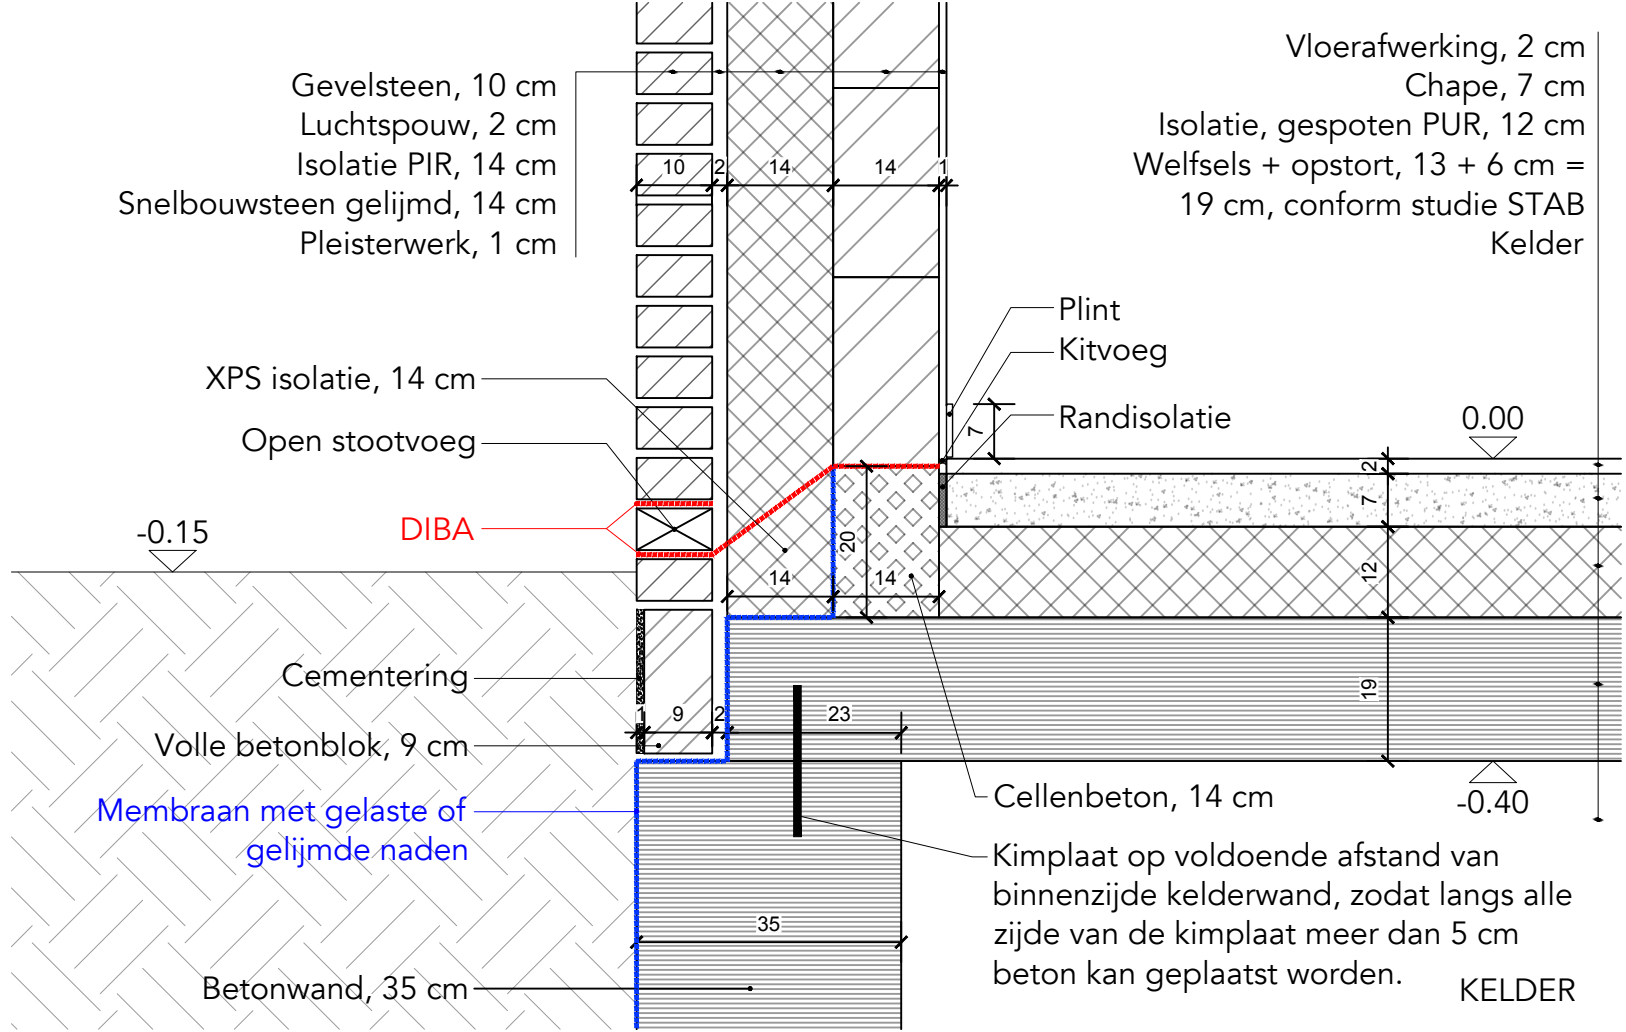 Gevelsteen, 10 cm
Luchtspouw, 2 cm
Isolatie PIR, 14 cm
Snelbouwsteen gelijmd, 14 cm
Pleisterwerk, 1 cm
Vloerafwerking, 2 cm
Chape, 7 cm
Isolatie, gespoten PUR, 12 cm
Welfsels + opstort, 13 + 6 cm =
19 cm, conform studie STAB
Kelder
10 2 14 14 1
Plint
Kitvoeg
Randisolatie
7
0.00
XPS isolatie, 14 cm
Open stootvoeg
DIBA
-0.15
2
7
12
19
20
14 14
Cementering
Volle betonblok, 9 cm
1 9 2 23
Membraan met gelaste of
gelijmde naden
Cellenbeton, 14 cm
-0.40
Kimplaat op voldoende afstand van
binnenzijde kelderwand, zodat langs alle
zijde van de kimplaat meer dan 5 cm
beton kan geplaatst worden.
35
Betonwand, 35 cm
KELDER